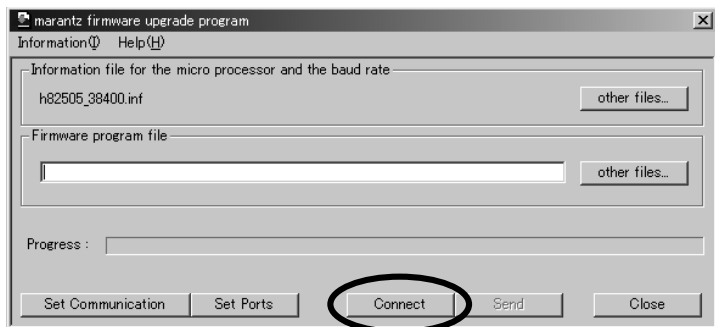 marantz firmware upgrade program
Information(I) Help(H)
Information file for the micro processor and the baud rate
h82505_38400.inf other files...
Firmware program file
other files...
Progress :
Set Communication Set Ports Connect Send Close